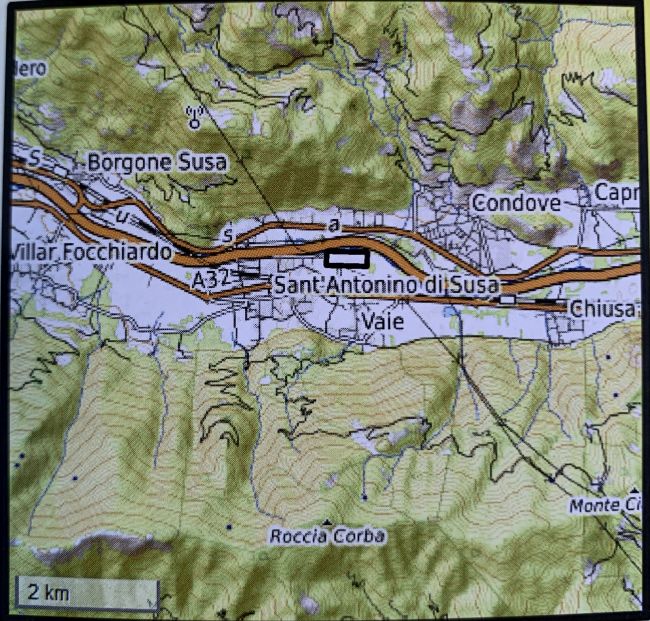 Borgone Susa
S
u
s
a
Condove
Capr
Villar Focchiardo
A32
Sant'Antonino di Susa
Chiusa
Vaie
Monte Ci
Roccia Corba
2 km